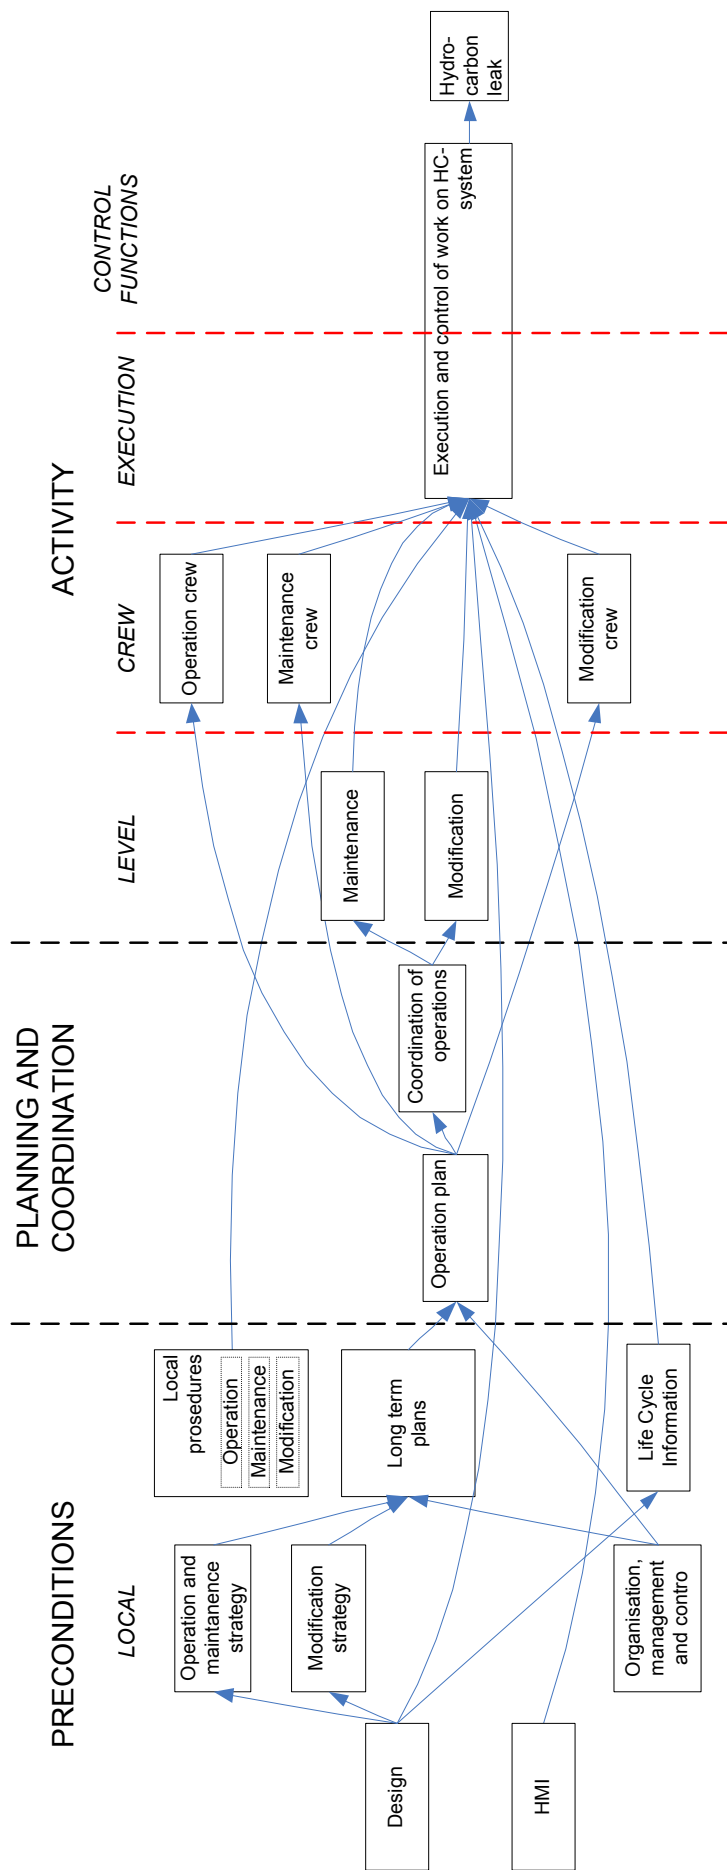 PRECONDITIONS
PLANNING AND
COORDINATION
ACTIVITY
LOCAL
LEVEL
CREW
EXECUTION
CONTROL
FUNCTIONS
Operation and
maintanence
strategy
Modification
strategy
Design
HMI
Organisation,
management
and contro
Local
prosedures
Operation
Maintenance
Modification
Long term
plans
Life Cycle
Information
Operation plan
Coordination of
operations
Maintenance
Modification
Operation crew
Maintenance
crew
Modification
crew
Execution and control of work on HC-
system
Hydro-
carbon
leak